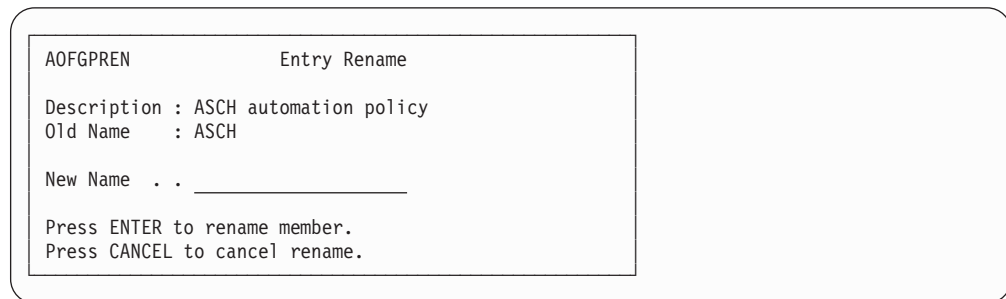 AOFGPREN Entry Rename
Description : ASCH automation policy
Old Name : ASCH
New Name . .
Press ENTER to rename member.
Press CANCEL to cancel rename.